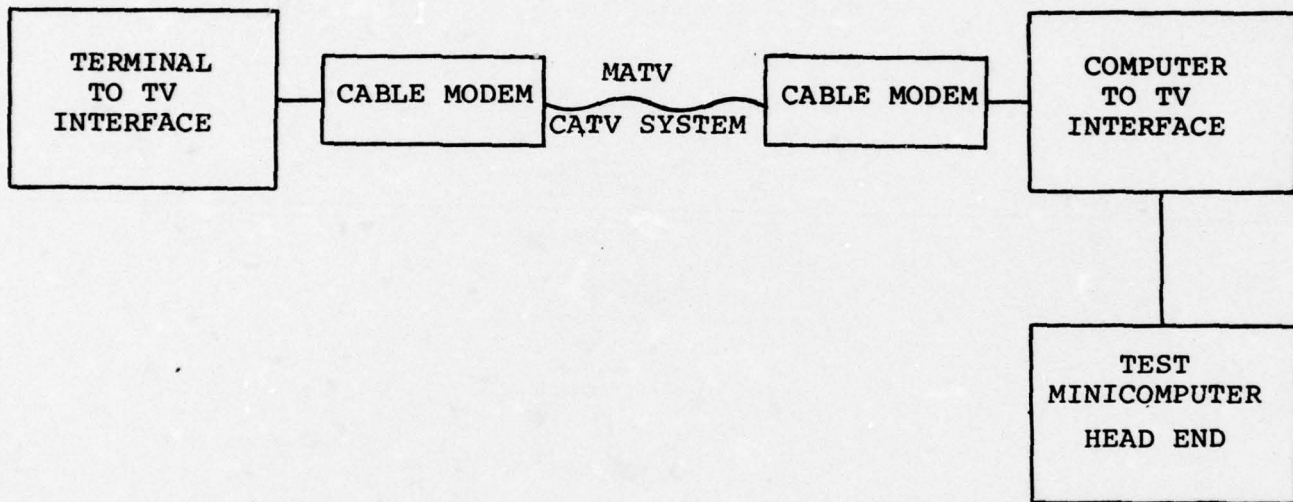 TERMINAL
TO TV
INTERFACE
CABLE MODEM
MATV
CATV SYSTEM
CABLE MODEM
COMPUTER
TO TV
INTERFACE
TEST
MINICOMPUTER
HEAD END